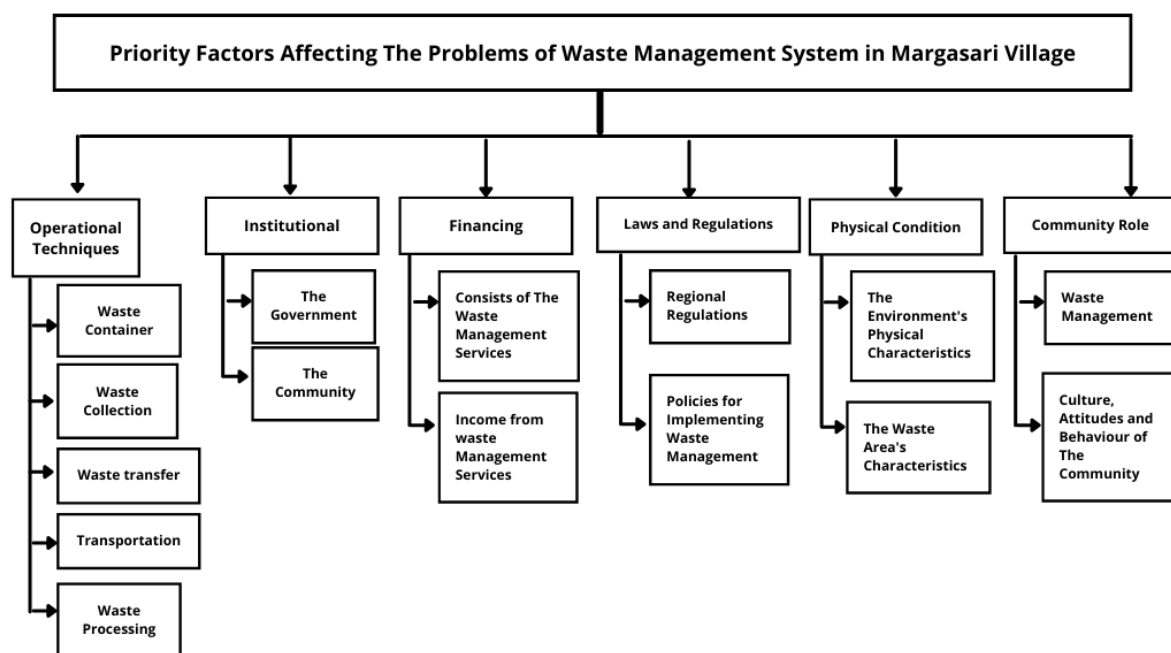 Priority Factors Affecting The Problems of Waste Management System in Margasari Village
Operational
Techniques
Waste
Container
Waste
Collection
Waste transfer
Transportation
Waste
Processing
Institutional
The
Government
The
Community
Financing
Consists of The
Waste
Management
Services
Income from
waste
Management
Services
Laws and Regulations
Regional
Regulations
Policies for
Implementing
Waste
Management
Physical Condition
The
Environment's
Physical
Characteristics
The Waste
Area's
Characteristics
Community Role
Waste
Management
Culture,
Attitudes and
Behaviour of
The
Community